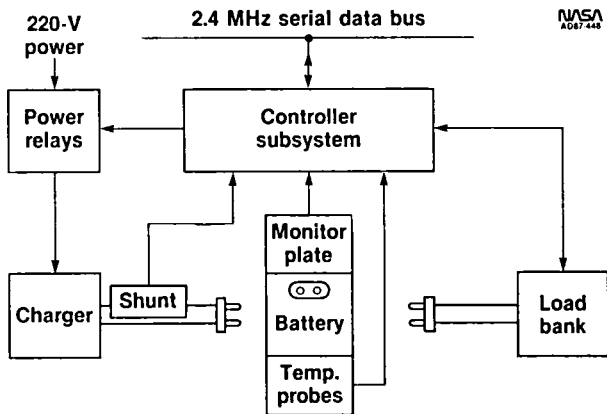 2.4 MHz serial data bus
NASA
AD87-448
220-V
power
Power
relays
Controller
subsystem
Monitor
plate
Shunt
Charger
Battery
Load
bank
Temp.
probes